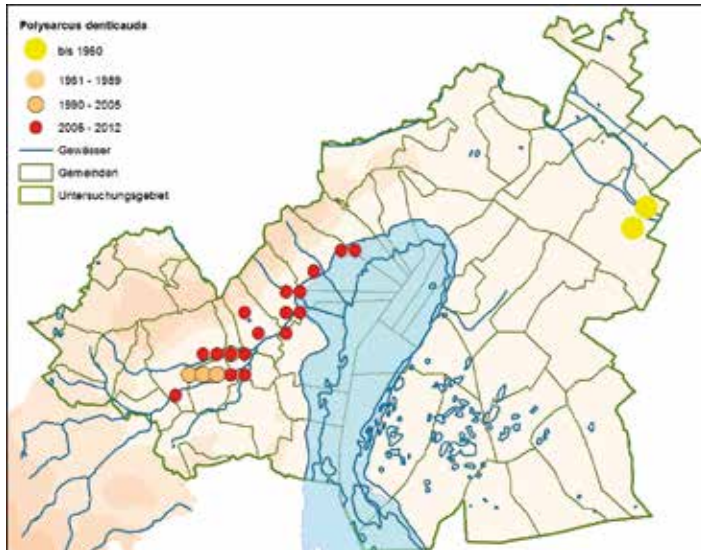 Polysarcus denticauda
bis 1960
1961 - 1989
1990 - 2005
2006 - 2012
Gewässer
Gemeinden
Untersuchungsgebiet